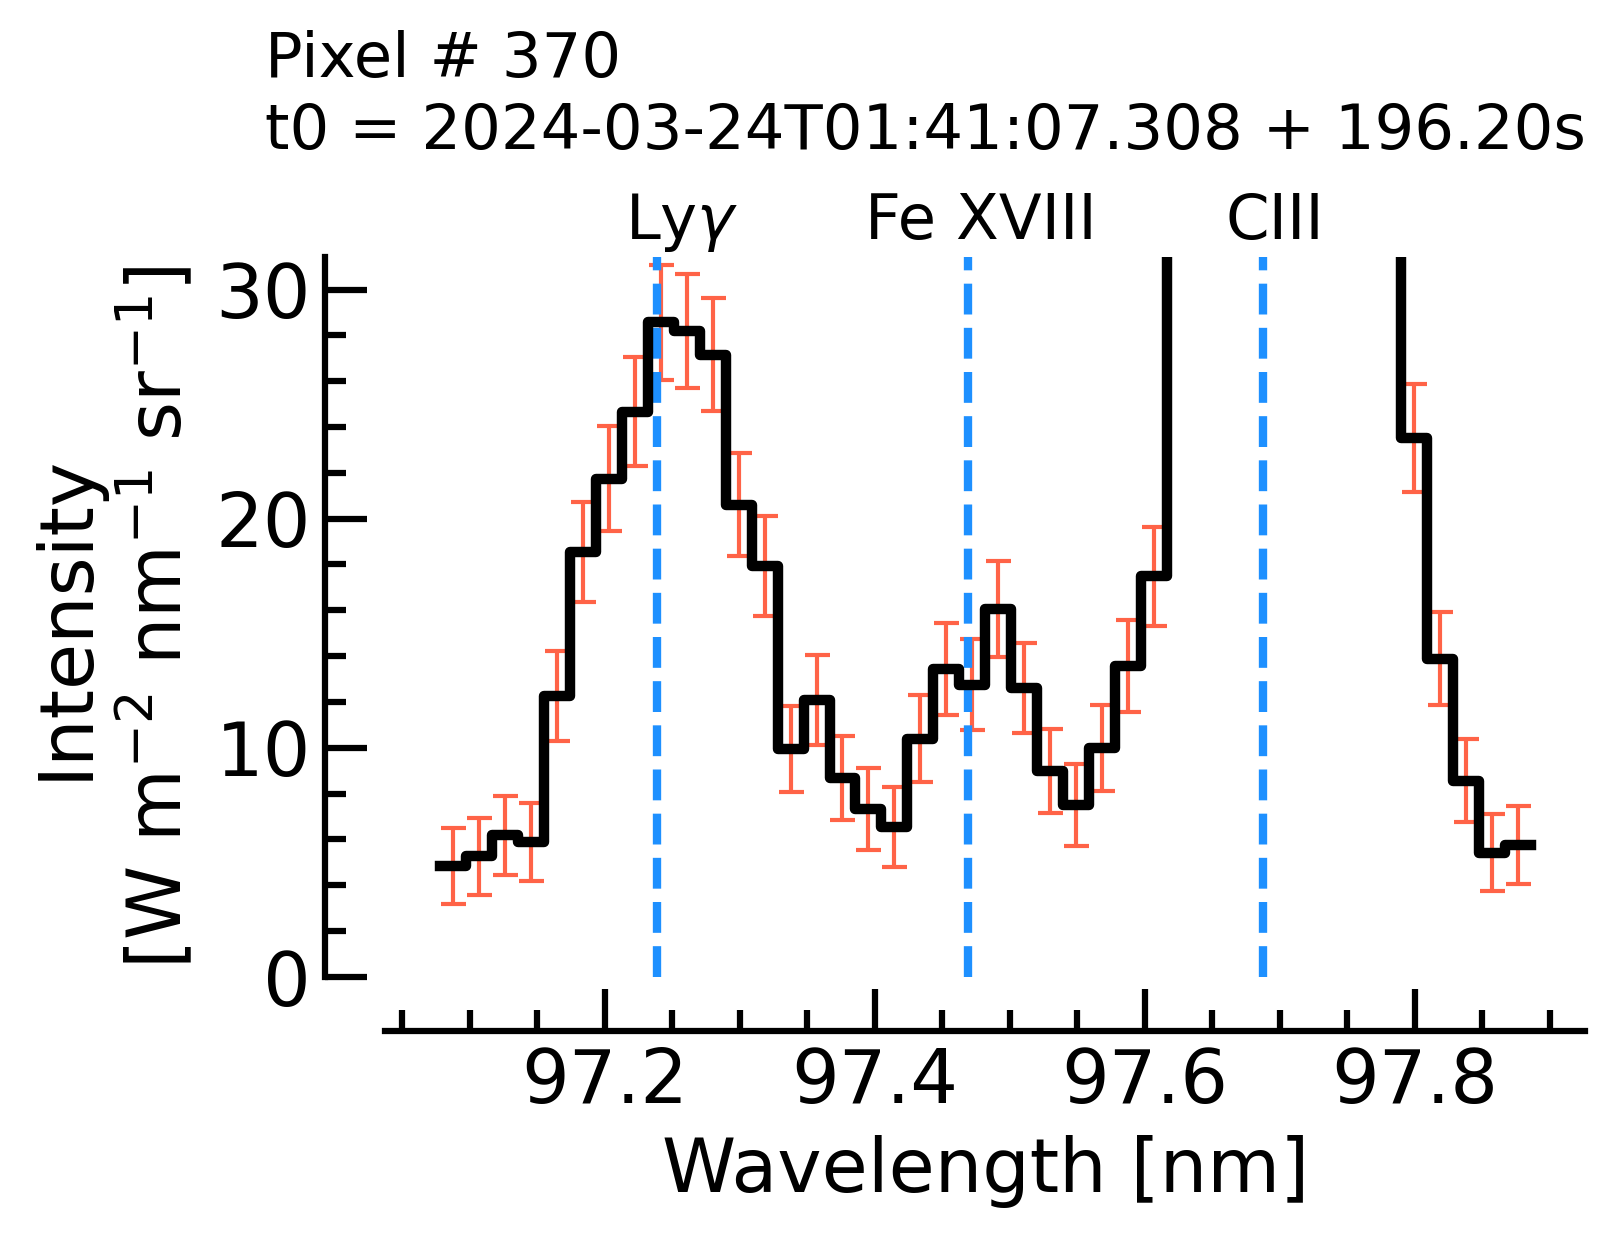 Pixel # 370
t0 = 2024-03-24T01:41:07.308 + 196.20s
Lyγ Fe XVIII CIII
Intensity
[W m⁻² nm⁻¹ sr⁻¹]
30
20
10
0
97.2 97.4 97.6 97.8
Wavelength [nm]